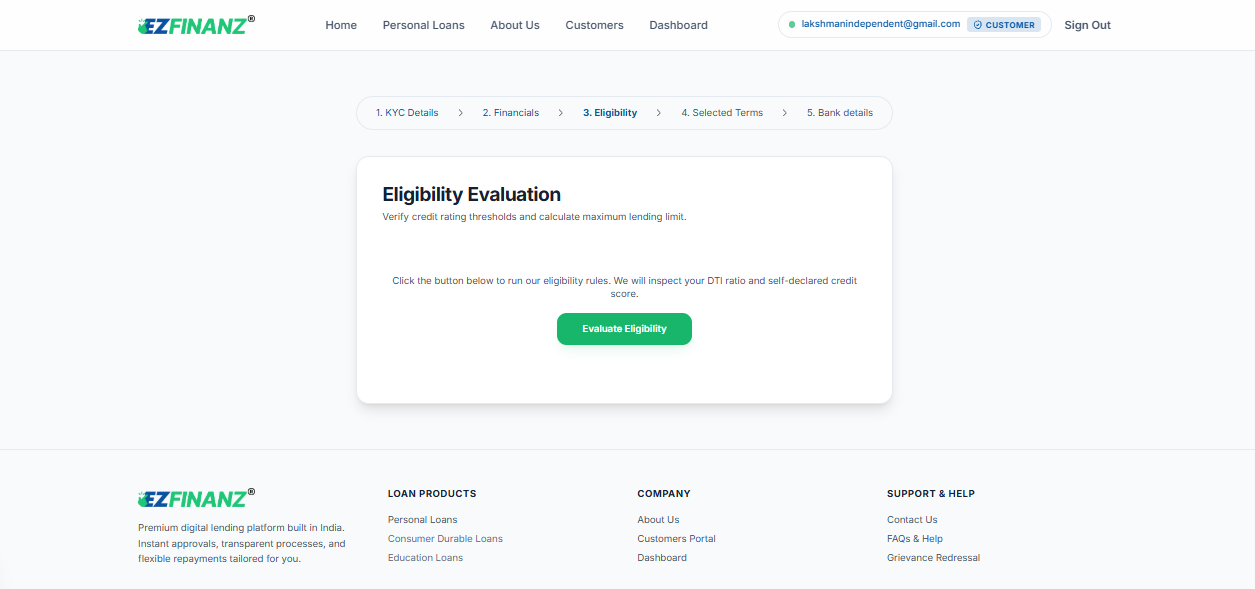 EZFINANZ®
Home Personal Loans About Us Customers Dashboard
lakshmanindependent@gmail.com CUSTOMER Sign Out
1. KYC Details > 2. Financials > 3. Eligibility > 4. Selected Terms > 5. Bank details
Eligibility Evaluation
Verify credit rating thresholds and calculate maximum lending limit.
Click the button below to run our eligibility rules. We will inspect your DTI ratio and self-declared credit
score.
Evaluate Eligibility
EZFINANZ®
Premium digital lending platform built in India.
Instant approvals, transparent processes, and
flexible repayments tailored for you.
LOAN PRODUCTS
Personal Loans
Consumer Durable Loans
Education Loans
COMPANY
About Us
Customers Portal
Dashboard
SUPPORT & HELP
Contact Us
FAQs & Help
Grievance Redressal